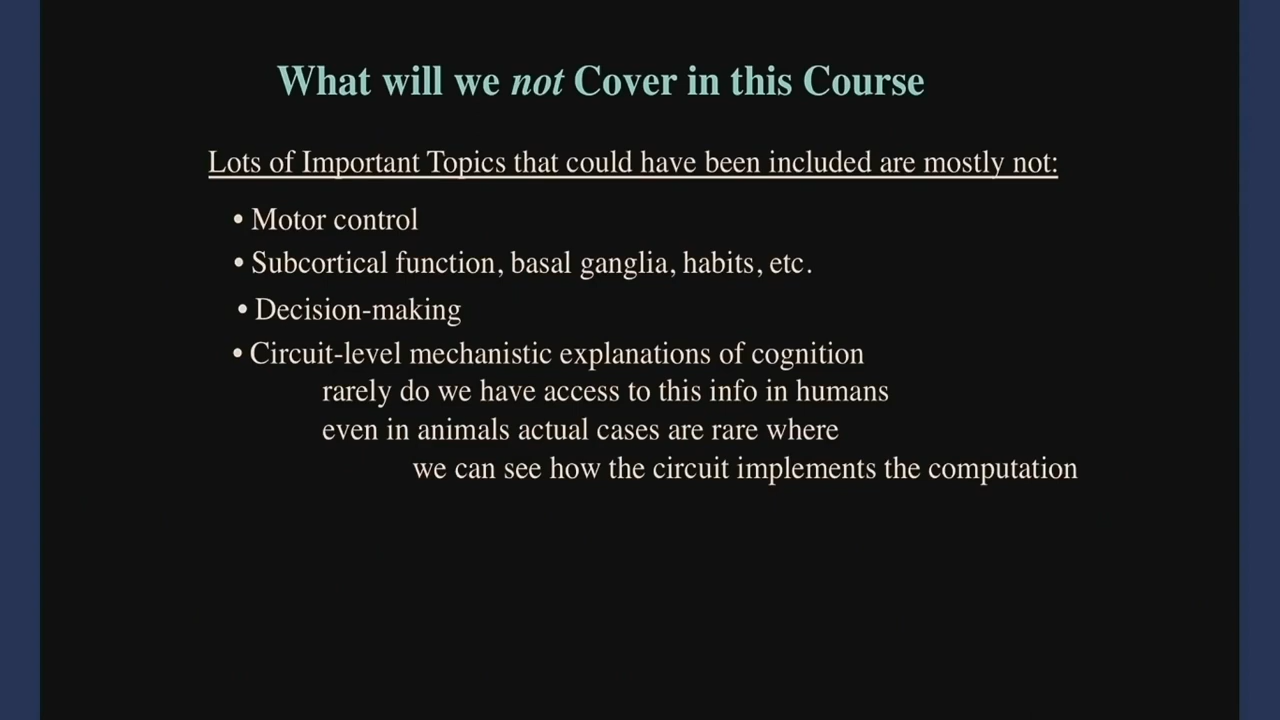 What will we not Cover in this Course
Lots of Important Topics that could have been included are mostly not:
• Motor control
• Subcortical function, basal ganglia, habits, etc.
• Decision-making
• Circuit-level mechanistic explanations of cognition
rarely do we have access to this info in humans
even in animals actual cases are rare where
we can see how the circuit implements the computation